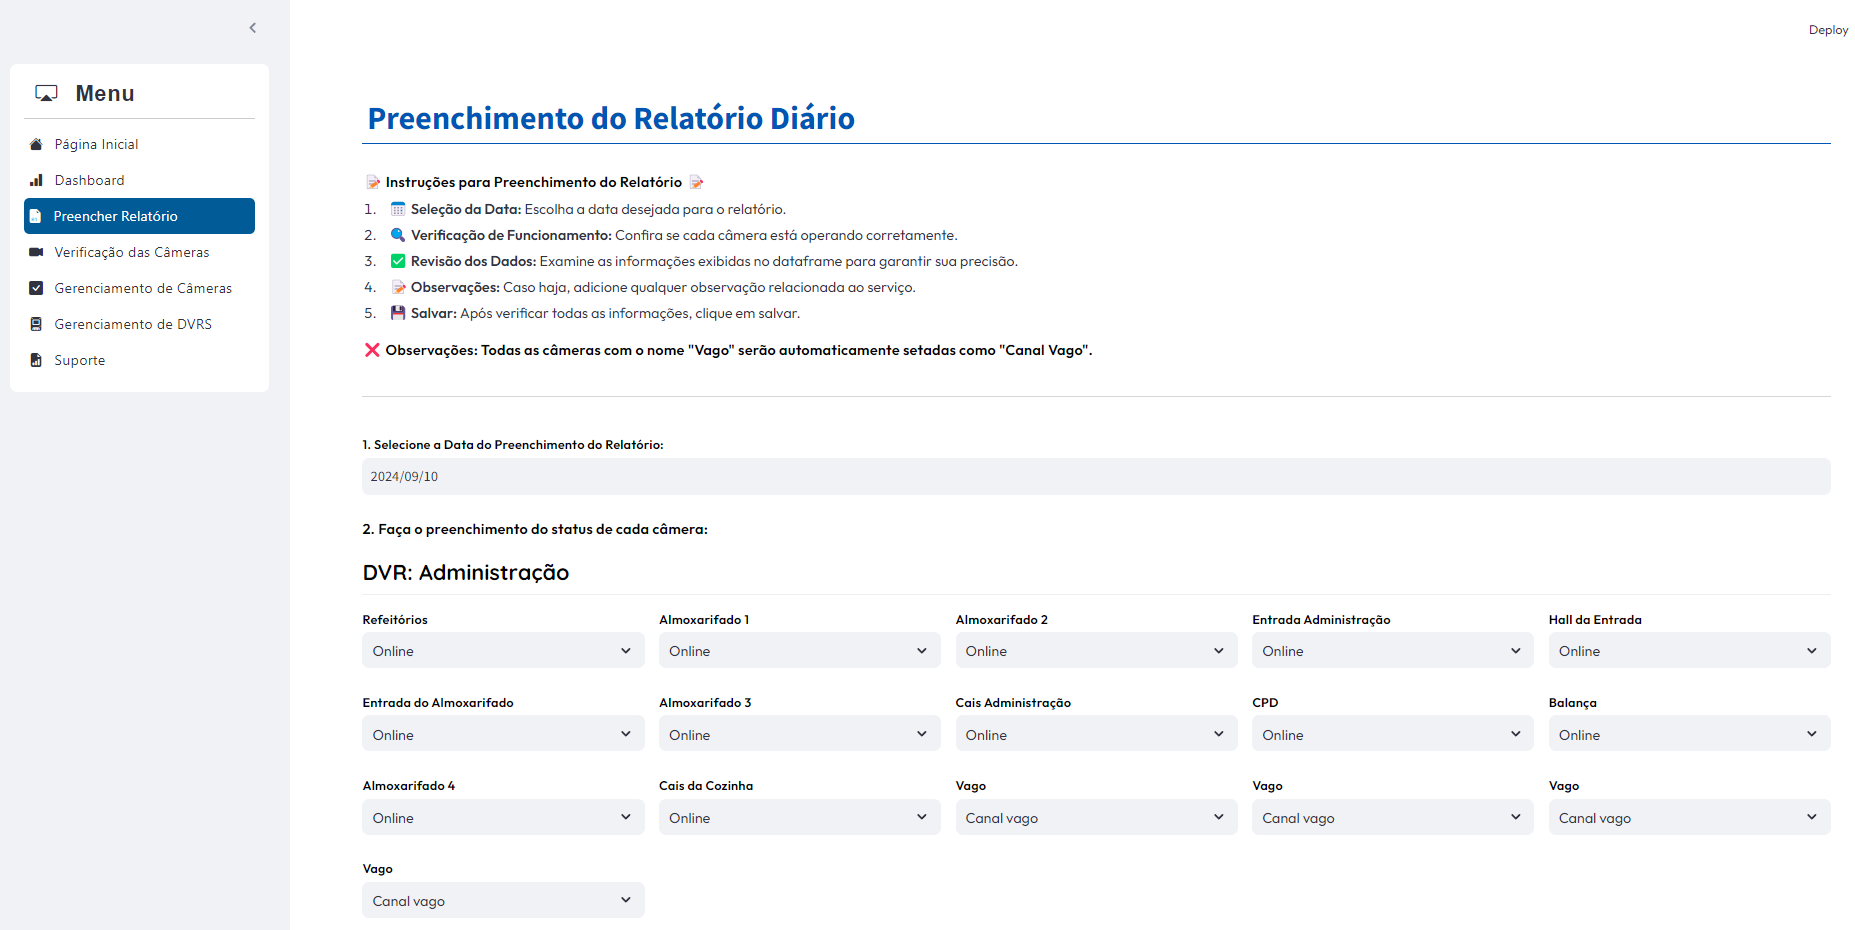 Deploy
Menu
Página Inicial
Dashboard
Preencher Relatório
Verificação das Câmeras
Gerenciamento de Câmeras
Gerenciamento de DVRS
Suporte
Preenchimento do Relatório Diário
Instruções para Preenchimento do Relatório
1. Seleção da Data: Escolha a data desejada para o relatório.
2. Verificação de Funcionamento: Confira se cada câmera está operando corretamente.
3. Revisão dos Dados: Examine as informações exibidas no dataframe para garantir sua precisão.
4. Observações: Caso haja, adicione qualquer observação relacionada ao serviço.
5. Salvar: Após verificar todas as informações, clique em salvar.
Observações: Todas as câmeras com o nome "Vago" serão automaticamente setadas como "Canal Vago".
1. Selecione a Data do Preenchimento do Relatório:
2024/09/10
2. Faça o preenchimento do status de cada câmera:
DVR: Administração
Refeitórios Almoxarifado 1 Almoxarifado 2 Entrada Administração Hall da Entrada
Online Online Online Online Online
Entrada do Almoxarifado Almoxarifado 3 Cais Administração CPD Balança
Online Online Online Online Online
Almoxarifado 4 Cais da Cozinha Vago Vago Vago
Online Online Canal vago Canal vago Canal vago
Vago
Canal vago